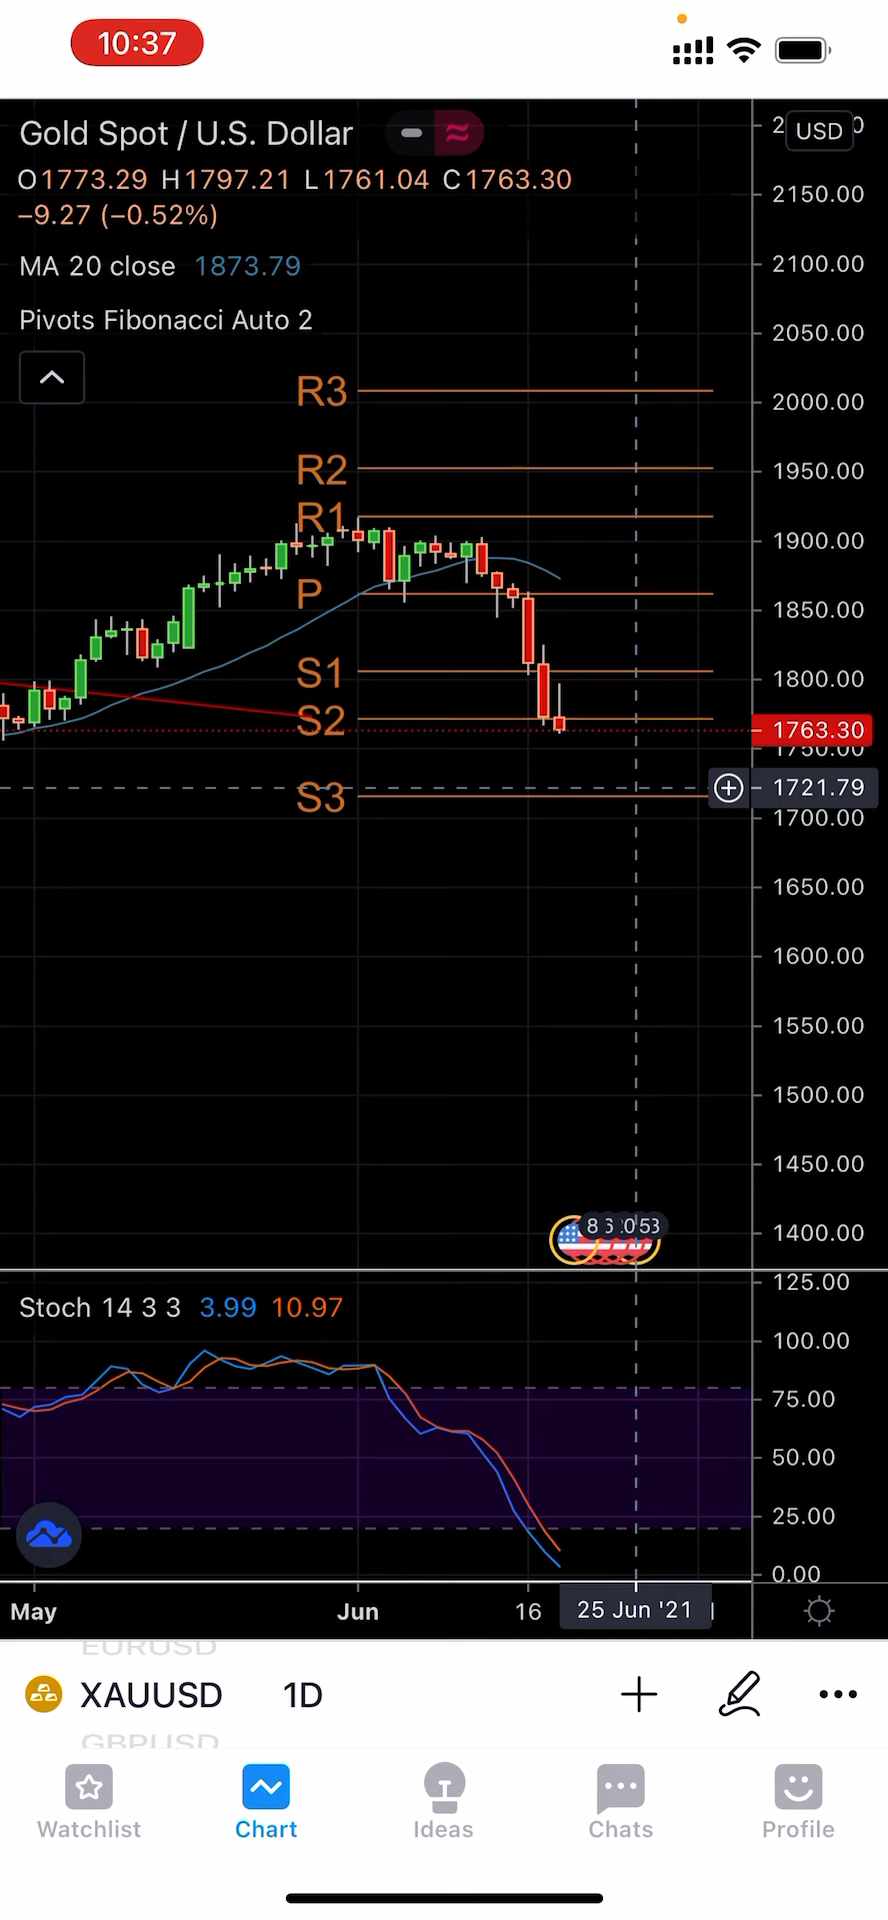 10:37
Gold Spot / U.S. Dollar
USD
O1773.29 H1797.21 L1761.04 C1763.30
−9.27 (−0.52%)
MA 20 close 1873.79
Pivots Fibonacci Auto 2
2150.00
2100.00
2050.00
2000.00
1950.00
1900.00
1850.00
1800.00
1763.30
1750.00
1721.79
1700.00
1650.00
1600.00
1550.00
1500.00
1450.00
1400.00
R3
R2
R1
P
S1
S2
S3
Stoch 14 3 3 3.99 10.97
125.00
100.00
75.00
50.00
25.00
0.00
May Jun 16 25 Jun '21
EURUSD
XAUUSD 1D
GBPUSD
Watchlist Chart Ideas Chats Profile